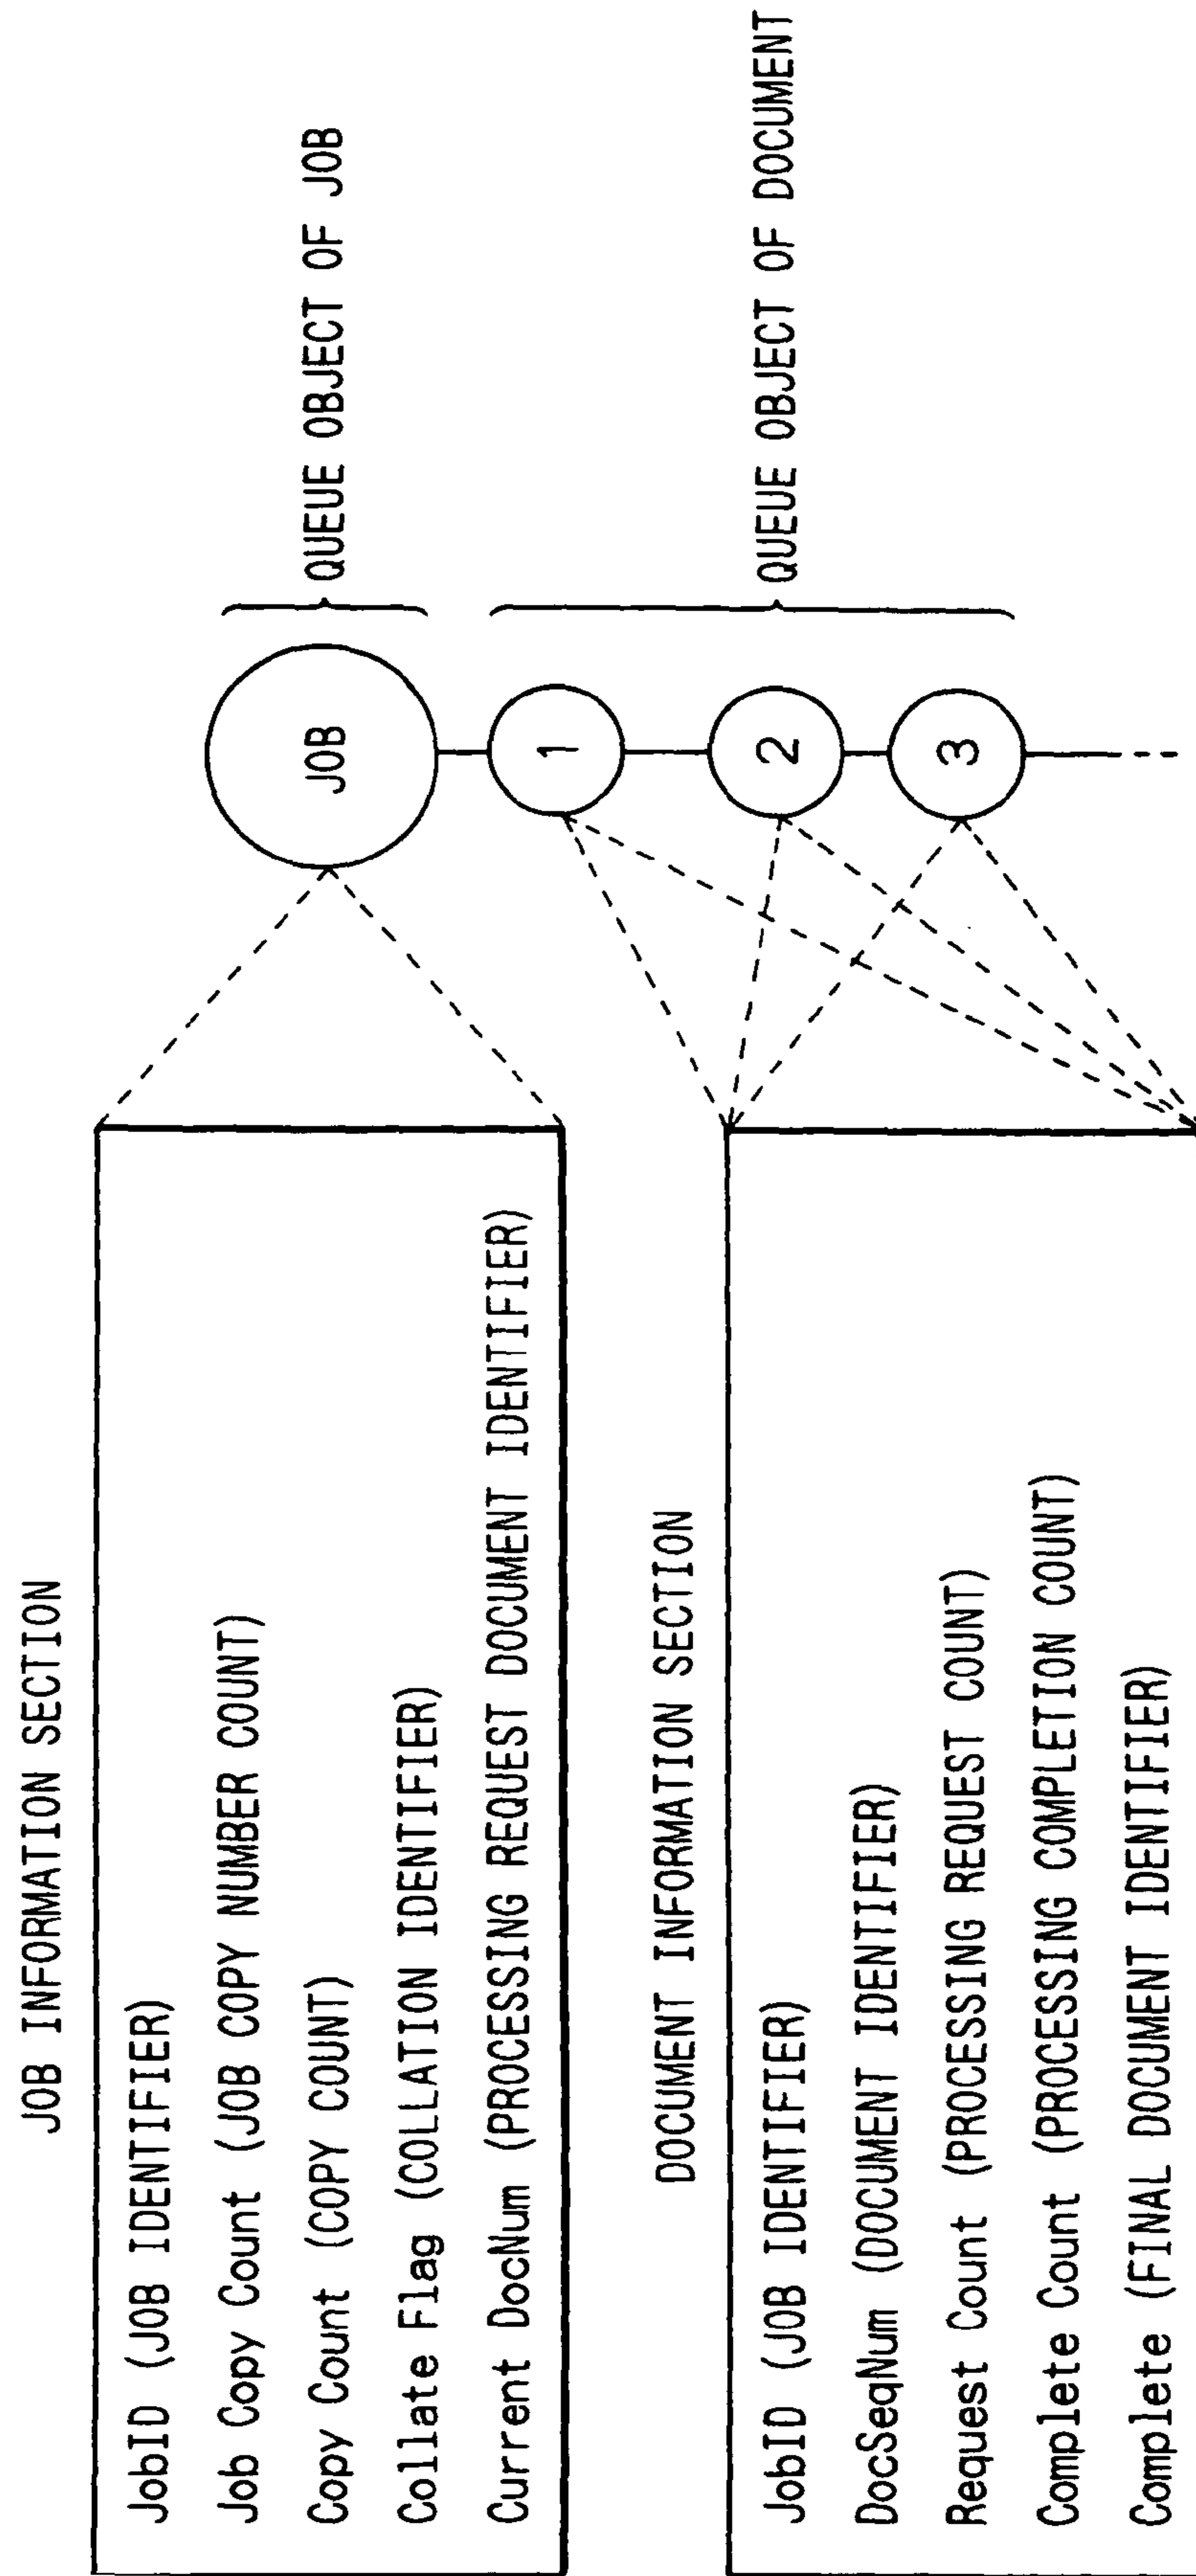 JOB INFORMATION SECTION
JobID (JOB IDENTIFIER)
Job Copy Count (JOB COPY NUMBER COUNT)
Copy Count (COPY COUNT)
Collate Flag (COLLATION IDENTIFIER)
Current DocNum (PROCESSING REQUEST DOCUMENT IDENTIFIER)
DOCUMENT INFORMATION SECTION
JobID (JOB IDENTIFIER)
DocSeqNum (DOCUMENT IDENTIFIER)
Request Count (PROCESSING REQUEST COUNT)
Complete Count (PROCESSING COMPLETION COUNT)
Complete (FINAL DOCUMENT IDENTIFIER)
JOB
1
2
3
QUEUE OBJECT OF JOB
QUEUE OBJECT OF DOCUMENT